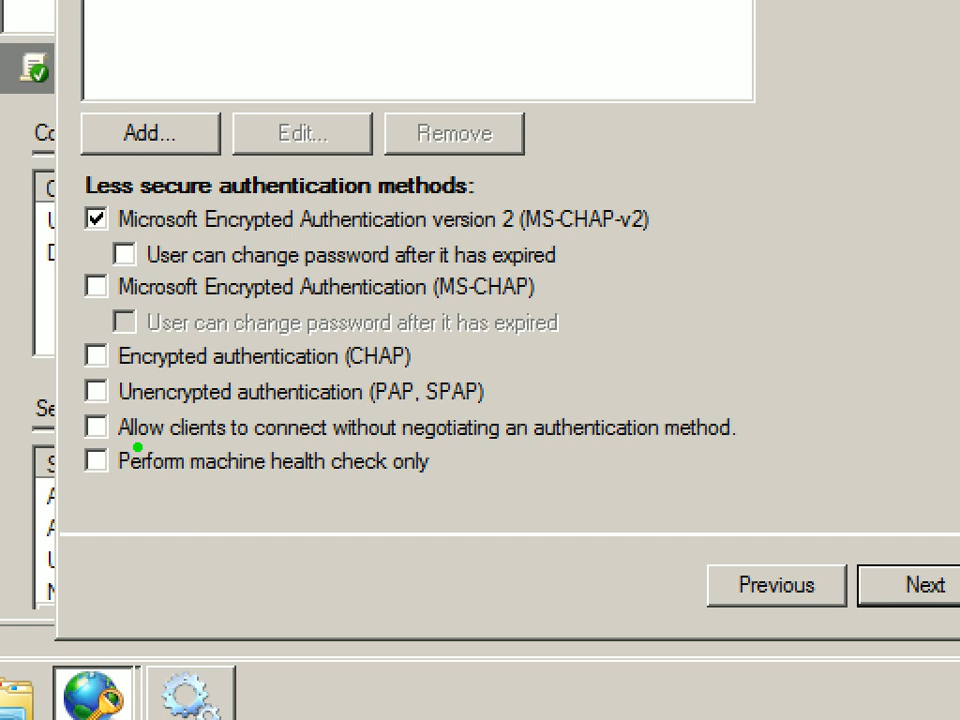 Add... Edit... Remove
Less secure authentication methods:
Microsoft Encrypted Authentication version 2 (MS-CHAP-v2)
User can change password after it has expired
Microsoft Encrypted Authentication (MS-CHAP)
User can change password after it has expired
Encrypted authentication (CHAP)
Unencrypted authentication (PAP, SPAP)
Allow clients to connect without negotiating an authentication method.
Perform machine health check only
Previous Next